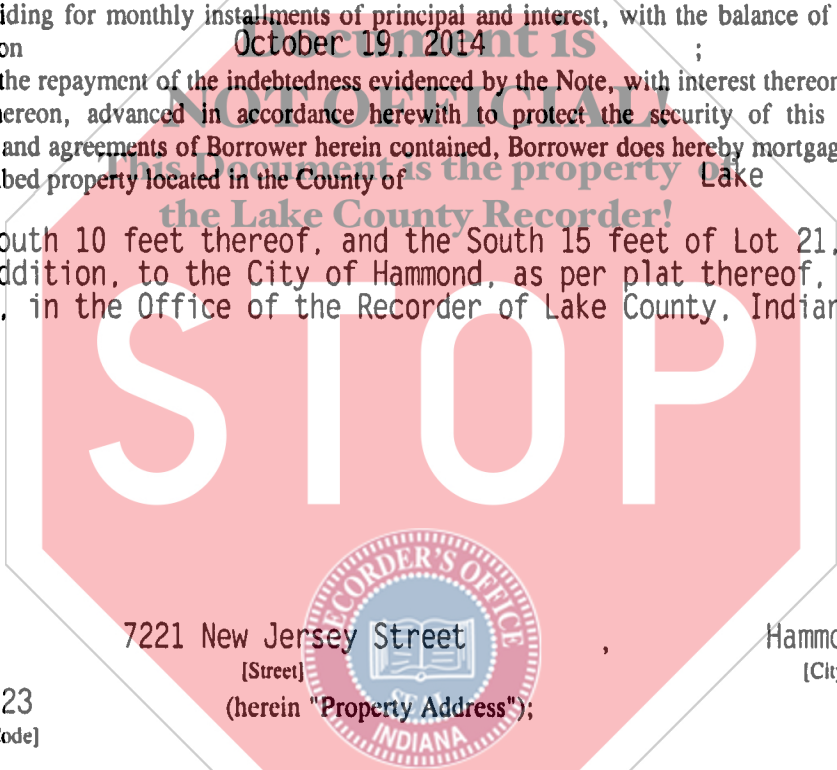 iding for monthly installments of principal and interest, with the balance of
Document is
on October 19, 2014 ;
the repayment of the indebtedness evidenced by the Note, with interest thereon
NOT OFFICIAL!
ereon, advanced in accordance herewith to protect the security of this
and agreements of Borrower herein contained, Borrower does hereby mortgag
This Document is the property of
bed property located in the County of Lake
the Lake County Recorder!
outh 10 feet thereof, and the South 15 feet of Lot 21,
ddition, to the City of Hammond, as per plat thereof,
, in the Office of the Recorder of Lake County, Indian
STOP
RECORDER'S OFFICE
7221 New Jersey Street , Hammo
[Street] [City
23 (herein "Property Address");
ode]
SEAL
INDIANA